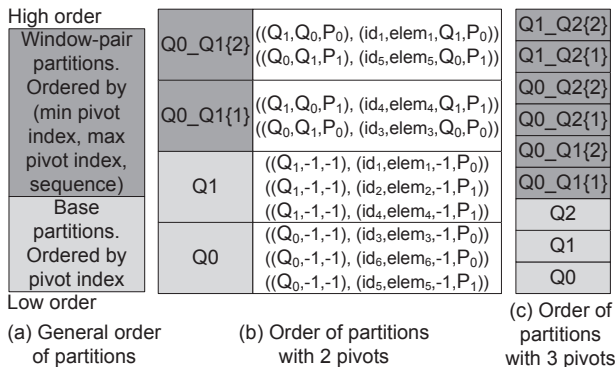 High order
Window-pair
partitions.
Ordered by
(min pivot
index, max
pivot index,
sequence)
Base
partitions.
Ordered by
pivot index
Low order
(a) General order
of partitions
Q0_Q1{2}
((Q1,Q0,P0), (id1,elem1,Q1,P0))
((Q0,Q1,P1), (id5,elem5,Q0,P1))
Q0_Q1{1}
((Q1,Q0,P1), (id4,elem4,Q1,P1))
((Q0,Q1,P0), (id3,elem3,Q0,P0))
Q1
((Q1,-1,-1), (id1,elem1,-1,P0))
((Q1,-1,-1), (id2,elem2,-1,P1))
((Q1,-1,-1), (id4,elem4,-1,P1))
Q0
((Q0,-1,-1), (id3,elem3,-1,P0))
((Q0,-1,-1), (id6,elem6,-1,P0))
((Q0,-1,-1), (id5,elem5,-1,P1))
(b) Order of partitions
with 2 pivots
Q1_Q2{2}
Q1_Q2{1}
Q0_Q2{2}
Q0_Q2{1}
Q0_Q1{2}
Q0_Q1{1}
Q2
Q1
Q0
(c) Order of
partitions
with 3 pivots